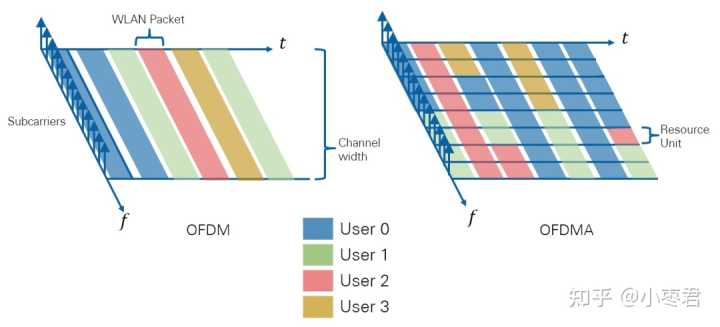 WLAN Packet
t
Subcarriers
Channel
width
f
OFDM
t
Resource
Unit
f
OFDMA
User 0
User 1
User 2
User 3
知乎 @小枣君